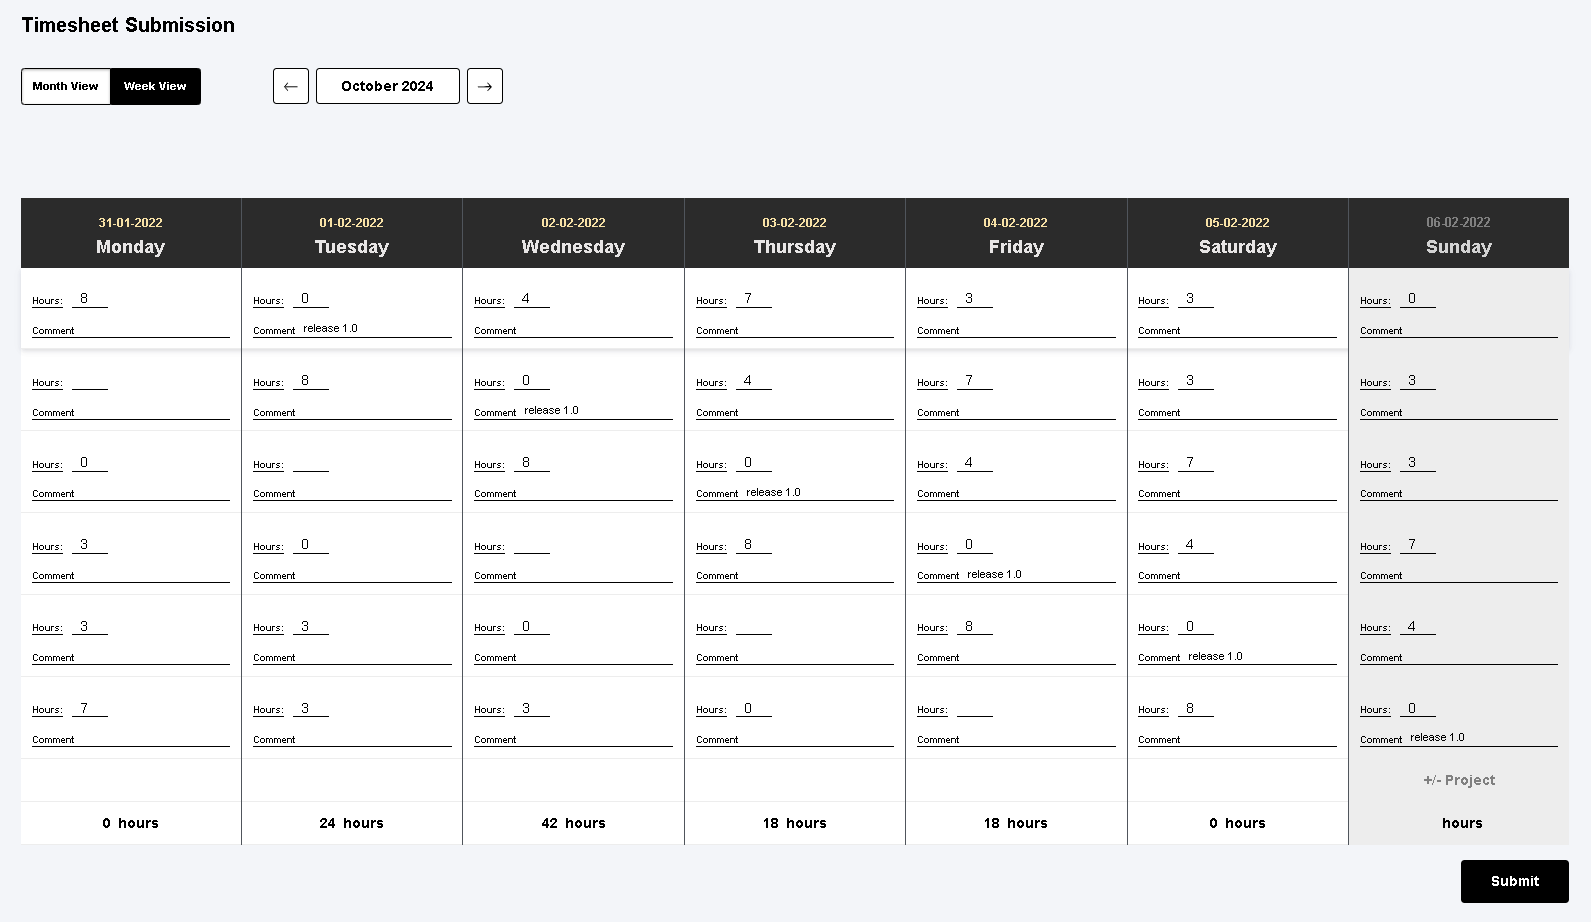 Timesheet Submission
Month View Week View ← October 2024 →
31-01-2022 01-02-2022 02-02-2022 03-02-2022 04-02-2022 05-02-2022 06-02-2022
Monday Tuesday Wednesday Thursday Friday Saturday Sunday
Hours: 8 Hours: 0 Hours: 4 Hours: 7 Hours: 3 Hours: 3 Hours: 0
Comment Comment release 1.0 Comment Comment Comment Comment Comment
Hours: Hours: 8 Hours: 0 Hours: 4 Hours: 7 Hours: 3 Hours: 3
Comment Comment Comment release 1.0 Comment Comment Comment Comment
Hours: 0 Hours: Hours: 8 Hours: 0 Hours: 4 Hours: 7 Hours: 3
Comment Comment Comment Comment release 1.0 Comment Comment Comment
Hours: 3 Hours: 0 Hours: Hours: 8 Hours: 0 Hours: 4 Hours: 7
Comment Comment Comment Comment Comment release 1.0 Comment Comment
Hours: 3 Hours: 3 Hours: 0 Hours: Hours: 8 Hours: 0 Hours: 4
Comment Comment Comment Comment Comment Comment release 1.0 Comment
Hours: 7 Hours: 3 Hours: 3 Hours: 0 Hours: Hours: 8 Hours: 0
Comment Comment Comment Comment Comment Comment Comment release 1.0
+/- Project
0 hours 24 hours 42 hours 18 hours 18 hours 0 hours hours
Submit